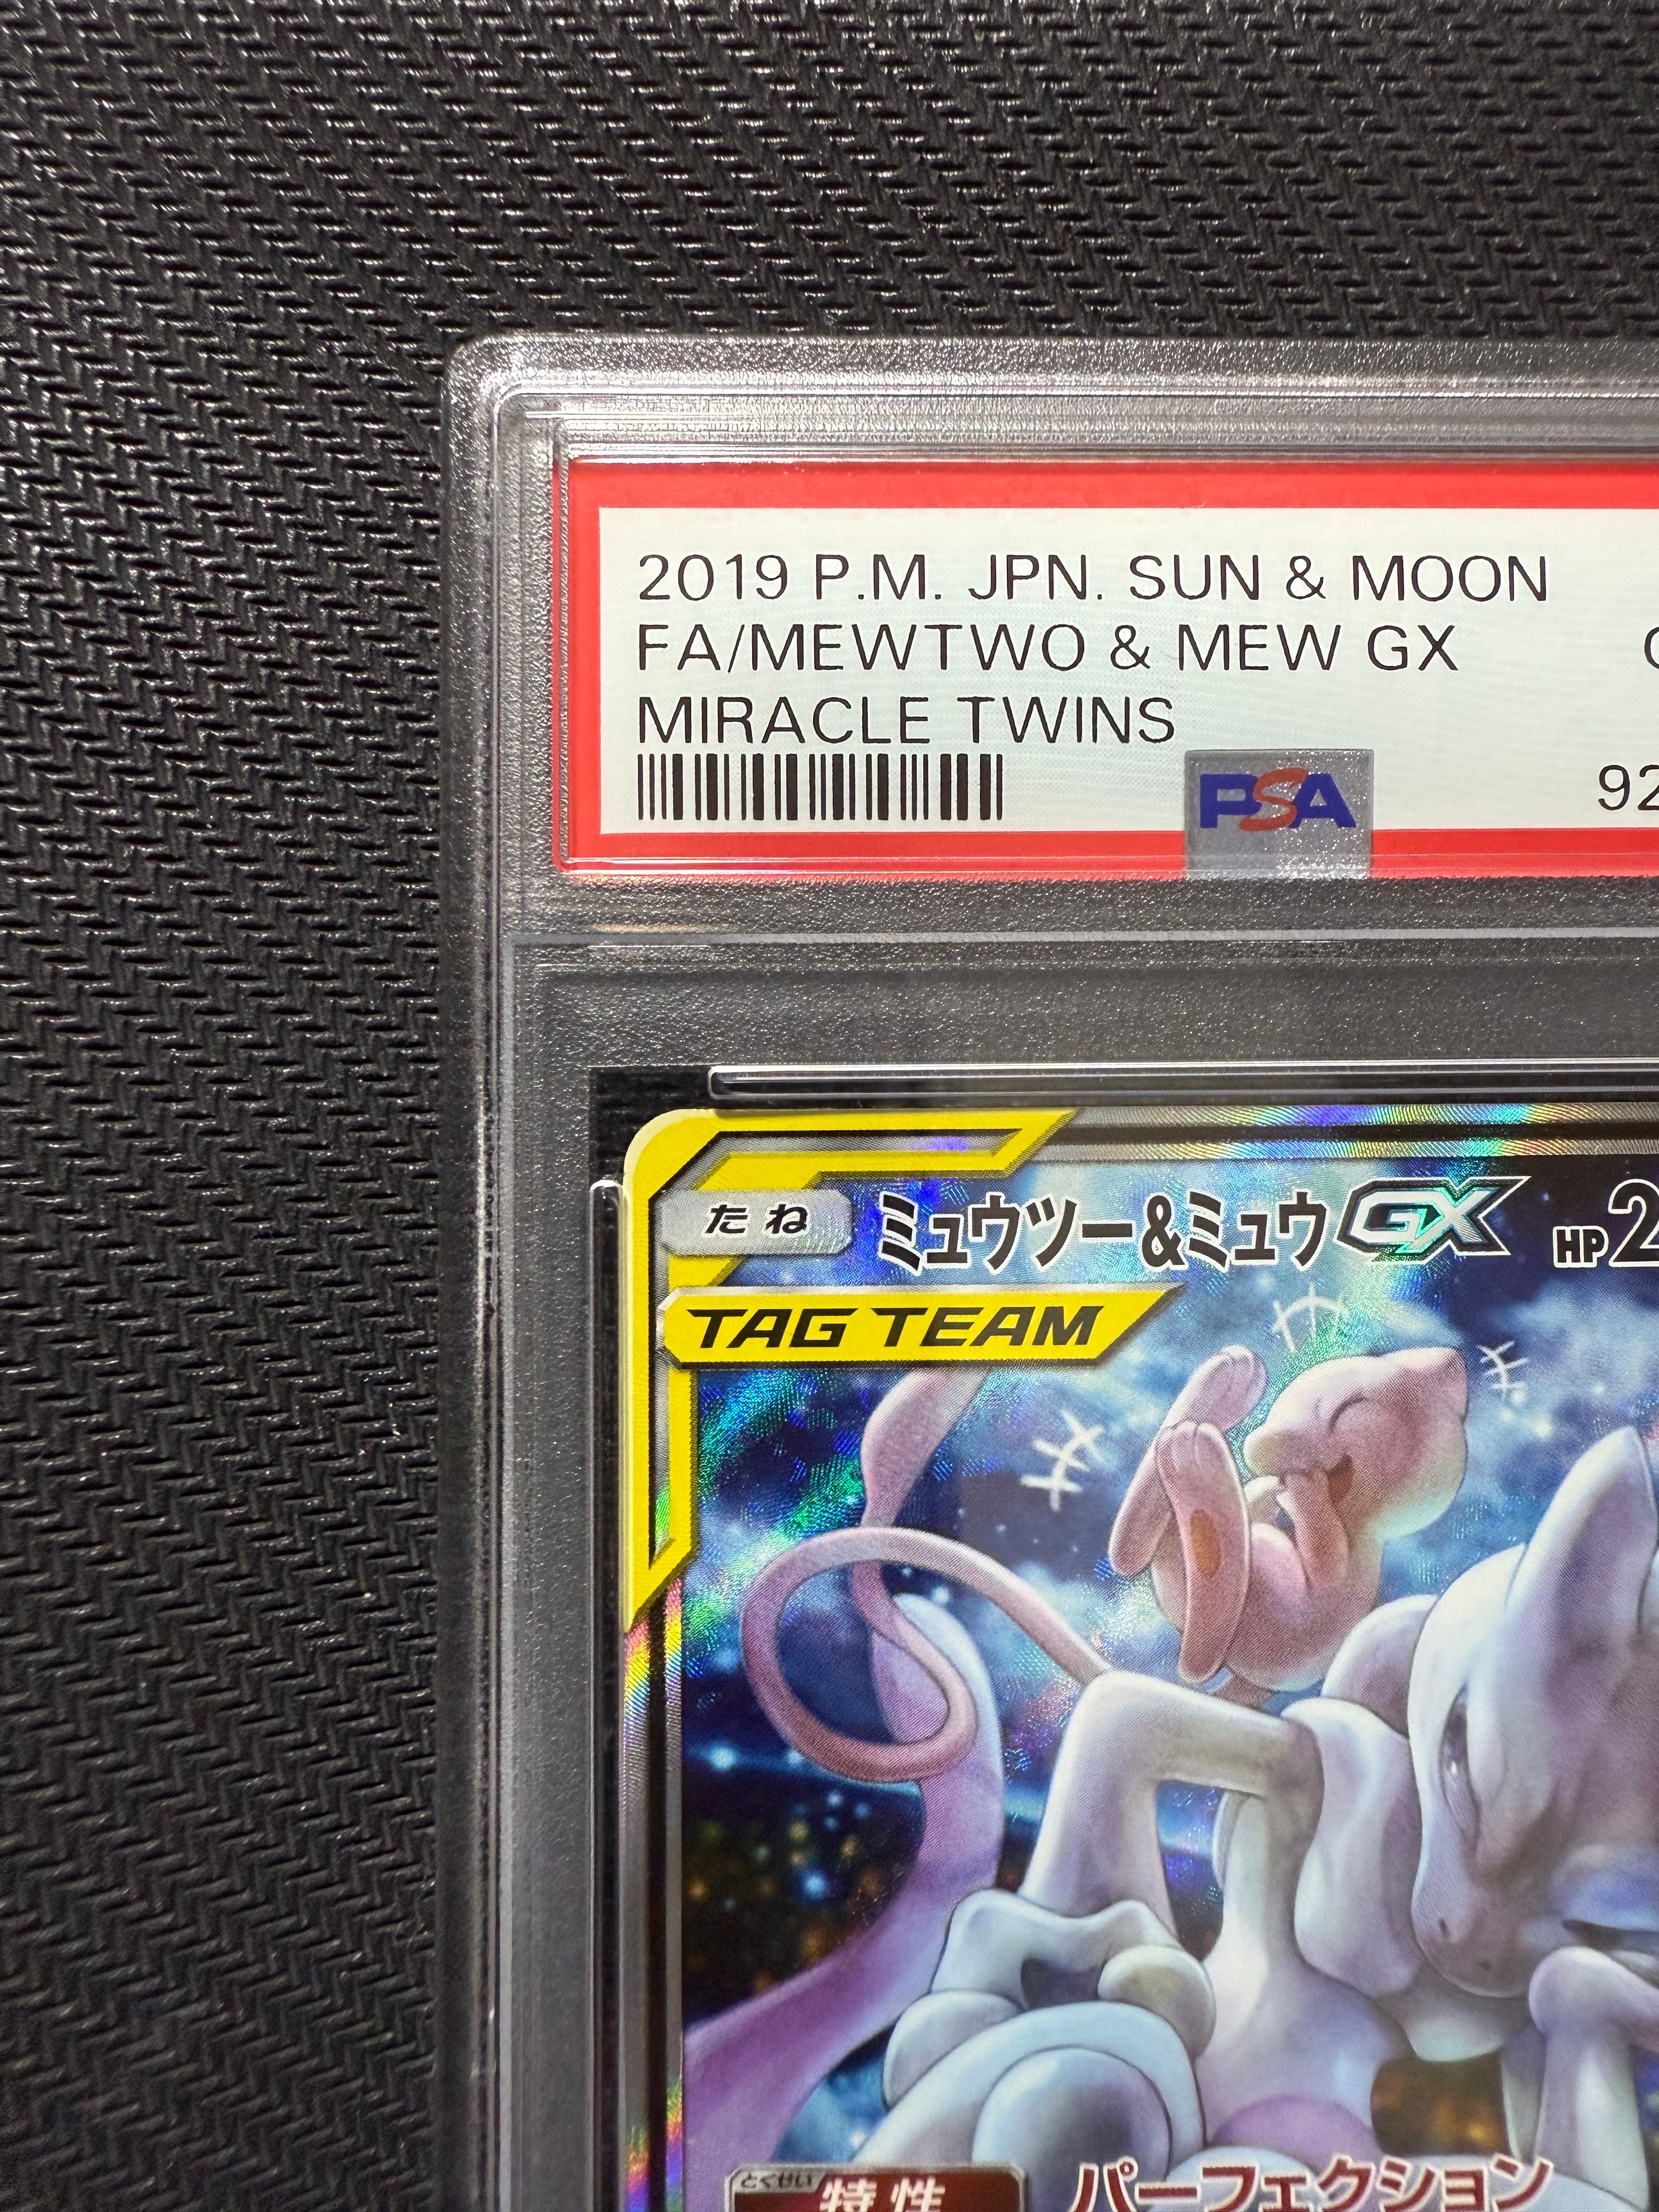 2019 P.M. JPN. SUN & MOON
FA/MEWTWO & MEW GX
MIRACLE TWINS
PSA
92
たね ミュウツー&ミュウGX HP2
TAG TEAM
とくせい
特性 パーフェクション